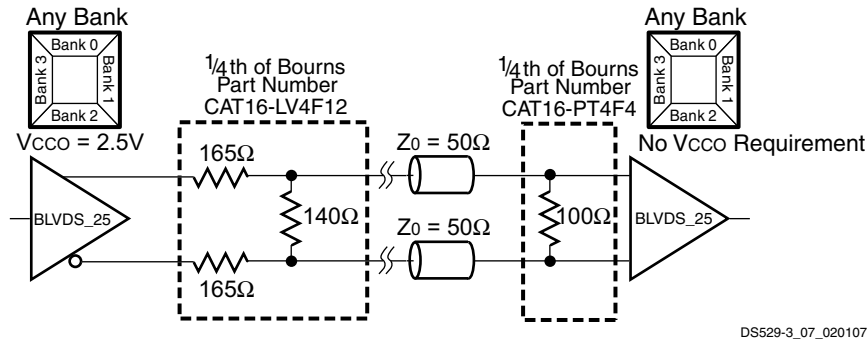 Any Bank
Bank 0
Bank 3
Bank 1
Bank 2
VCCO = 2.5V
1/4th of Bourns
Part Number
CAT16-LV4F12
1/4th of Bourns
Part Number
CAT16-PT4F4
Any Bank
Bank 0
Bank 3
Bank 1
Bank 2
No VCCO Requirement
165Ω
Z0 = 50Ω
BLVDS_25
140Ω
100Ω
BLVDS_25
Z0 = 50Ω
165Ω
DS529-3_07_020107